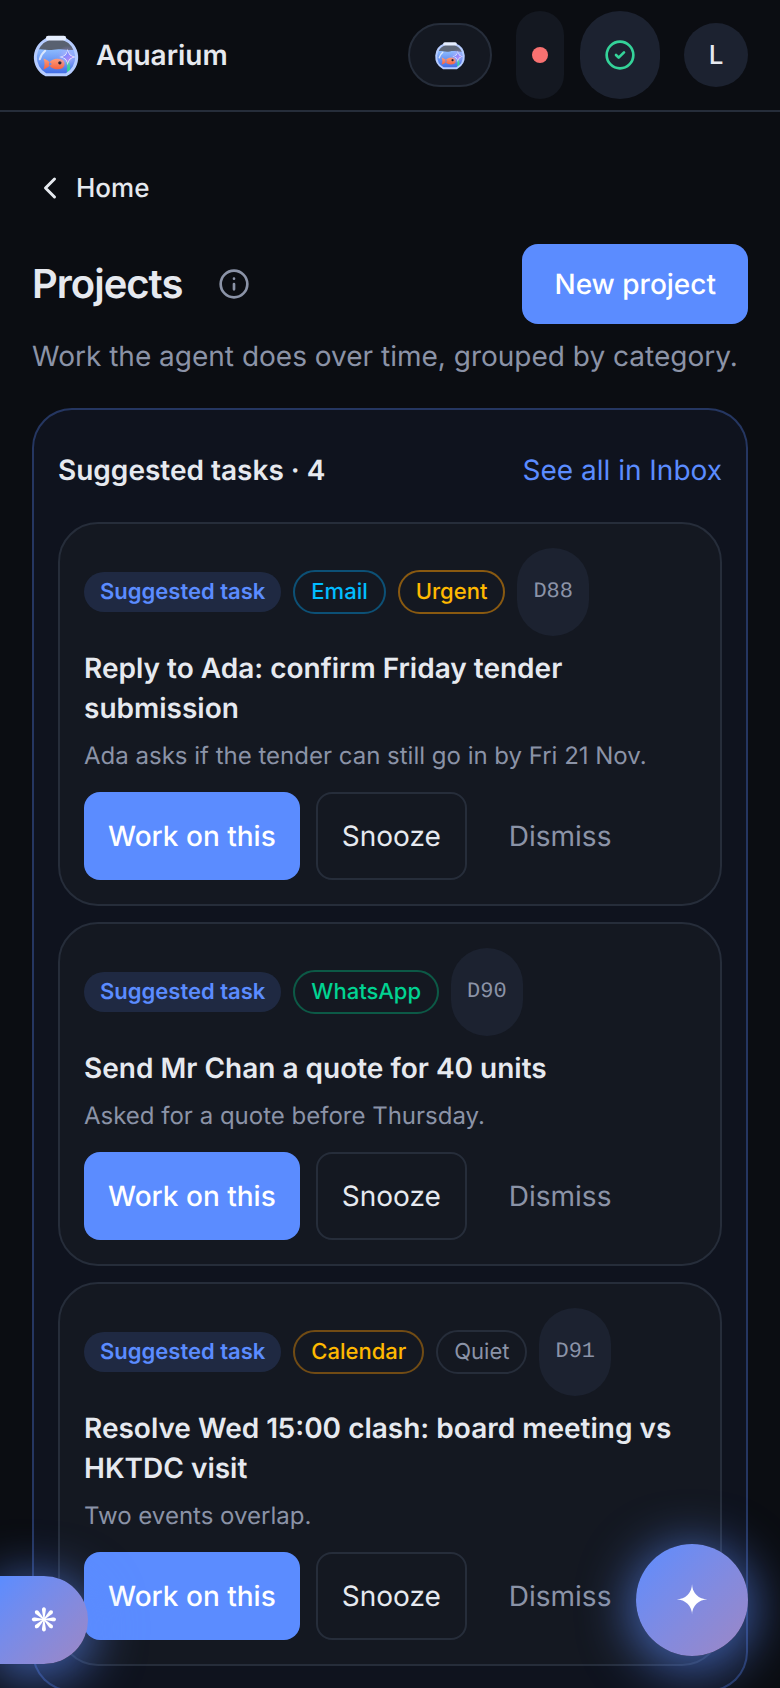 Aquarium
L
Home
Projects
New project
Work the agent does over time, grouped by category.
Suggested tasks · 4
See all in Inbox
Suggested task
Email
Urgent
D88
Reply to Ada: confirm Friday tender
submission
Ada asks if the tender can still go in by Fri 21 Nov.
Work on this
Snooze
Dismiss
Suggested task
WhatsApp
D90
Send Mr Chan a quote for 40 units
Asked for a quote before Thursday.
Work on this
Snooze
Dismiss
Suggested task
Calendar
Quiet
D91
Resolve Wed 15:00 clash: board meeting vs
HKTDC visit
Two events overlap.
Work on this
Snooze
Dismiss